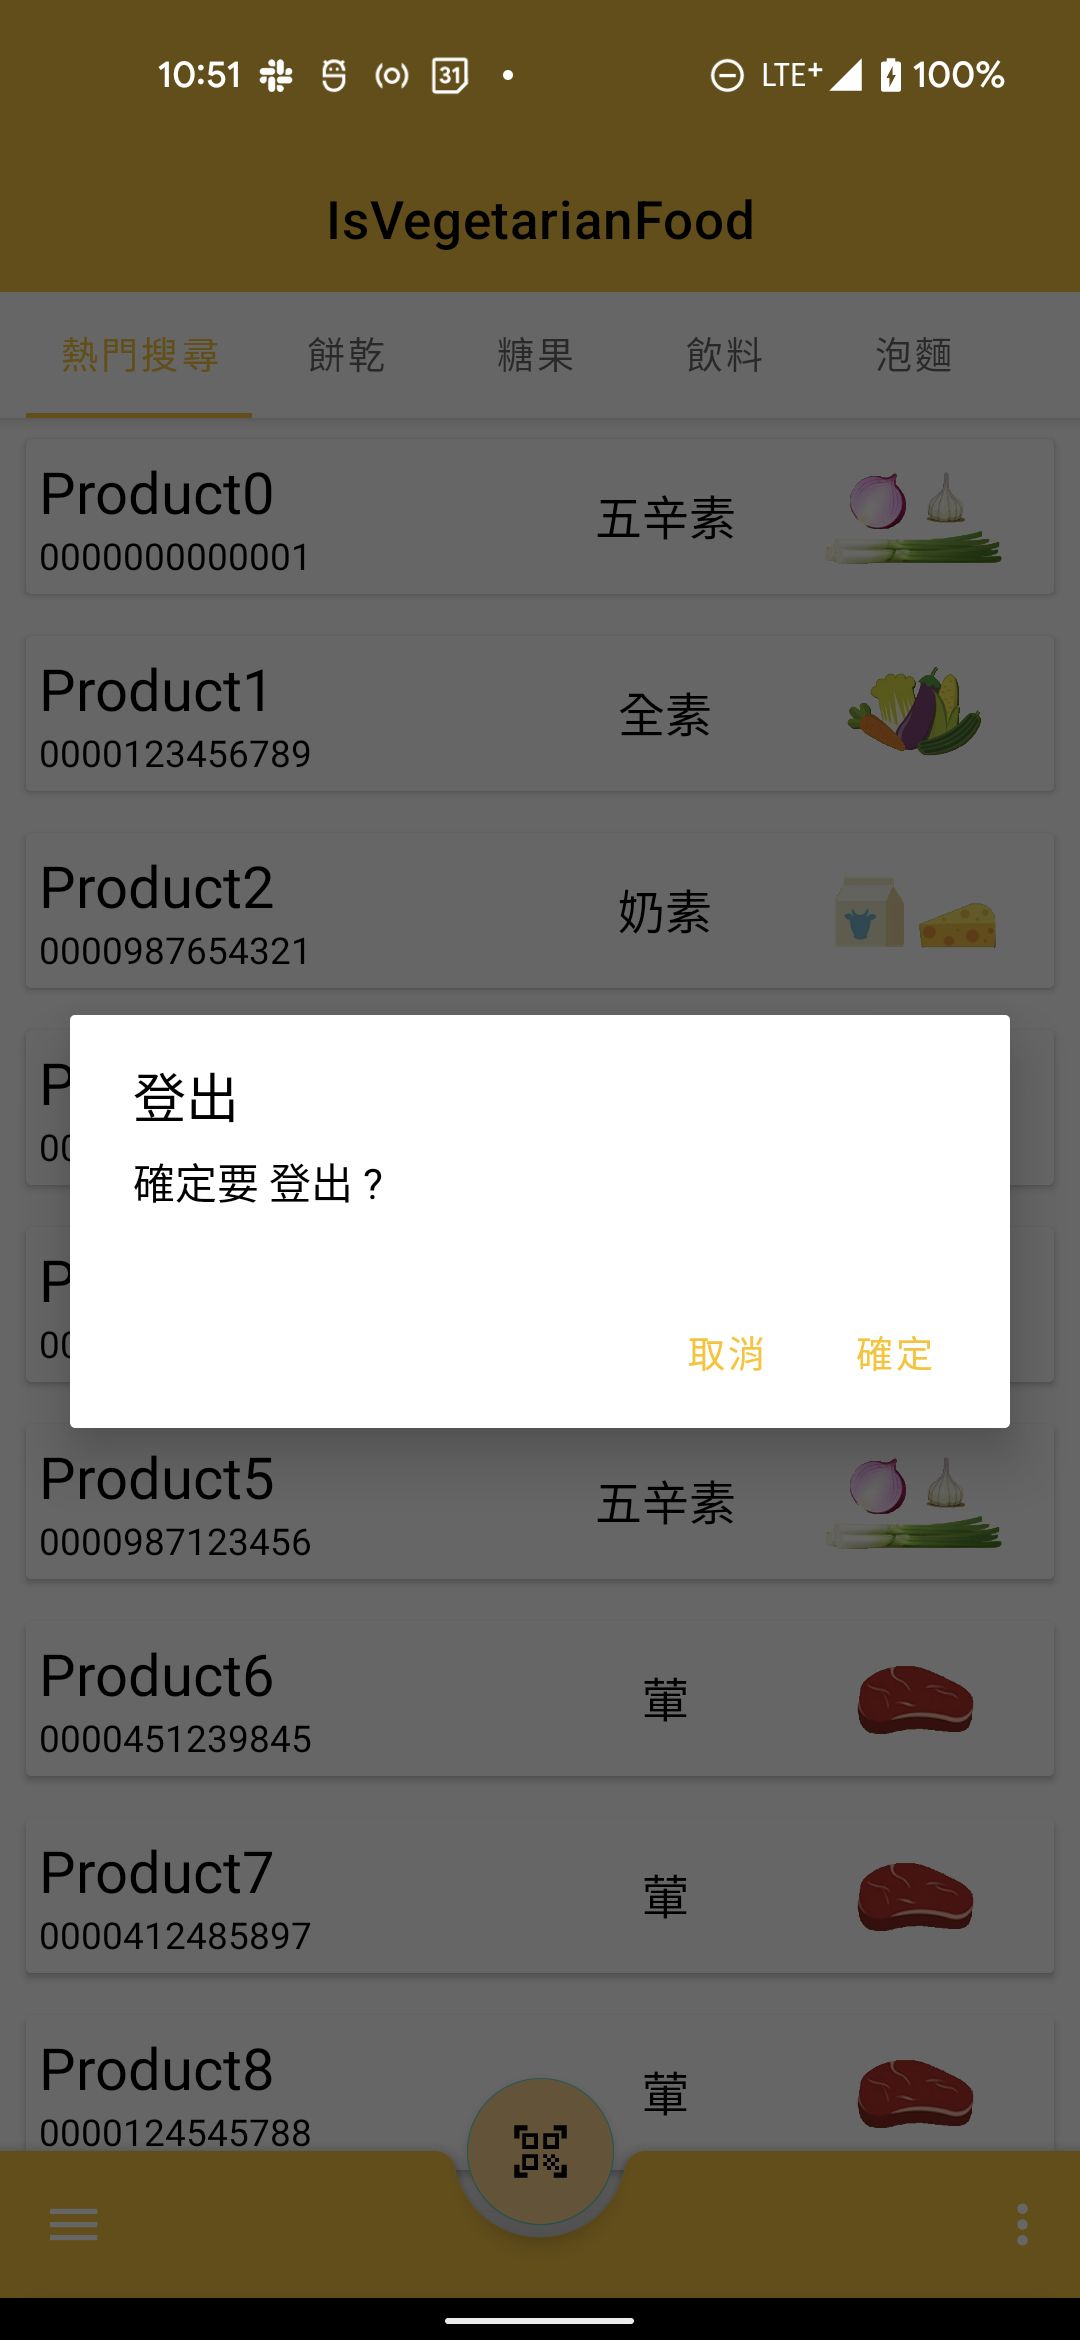 10:51 31 LTE+ 100%
IsVegetarianFood
熱門搜尋 餅乾 糖果 飲料 泡麵
Product0
五辛素
0000000000001
Product1
全素
0000123456789
Product2
奶素
0000987654321
P
00
登出
確定要 登出 ?
P
00
取消 確定
Product5
五辛素
0000987123456
Product6
葷
0000451239845
Product7
葷
0000412485897
Product8
葷
0000124545788